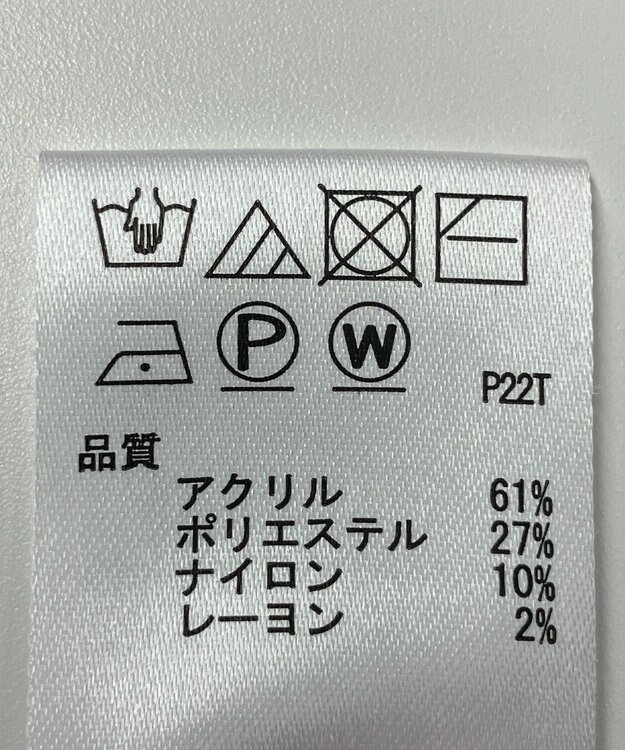 P W
P22T
品質
アクリル 61%
ポリエステル 27%
ナイロン 10%
レーヨン 2%